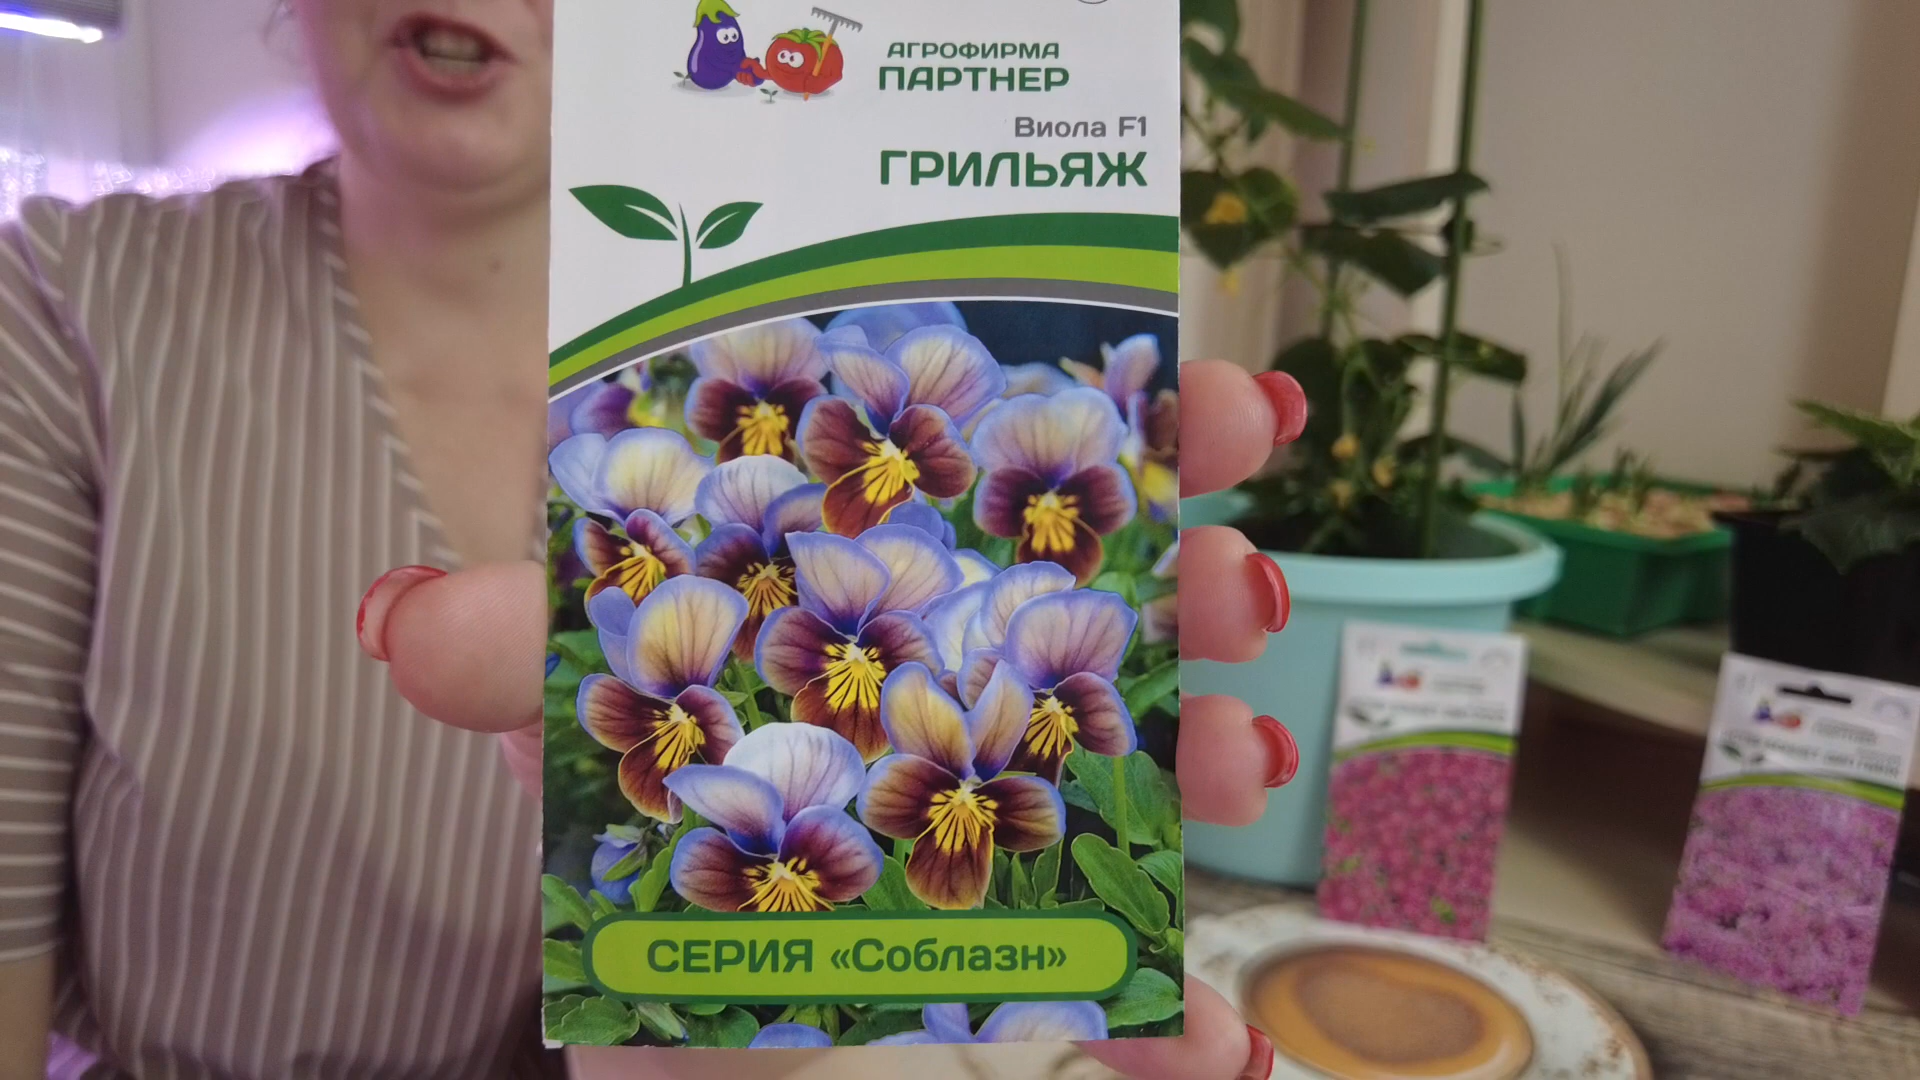 АГРОФИРМА
ПАРТНЕР
Виола F1
ГРИЛЬЯЖ
СЕРИЯ «Соблазн»